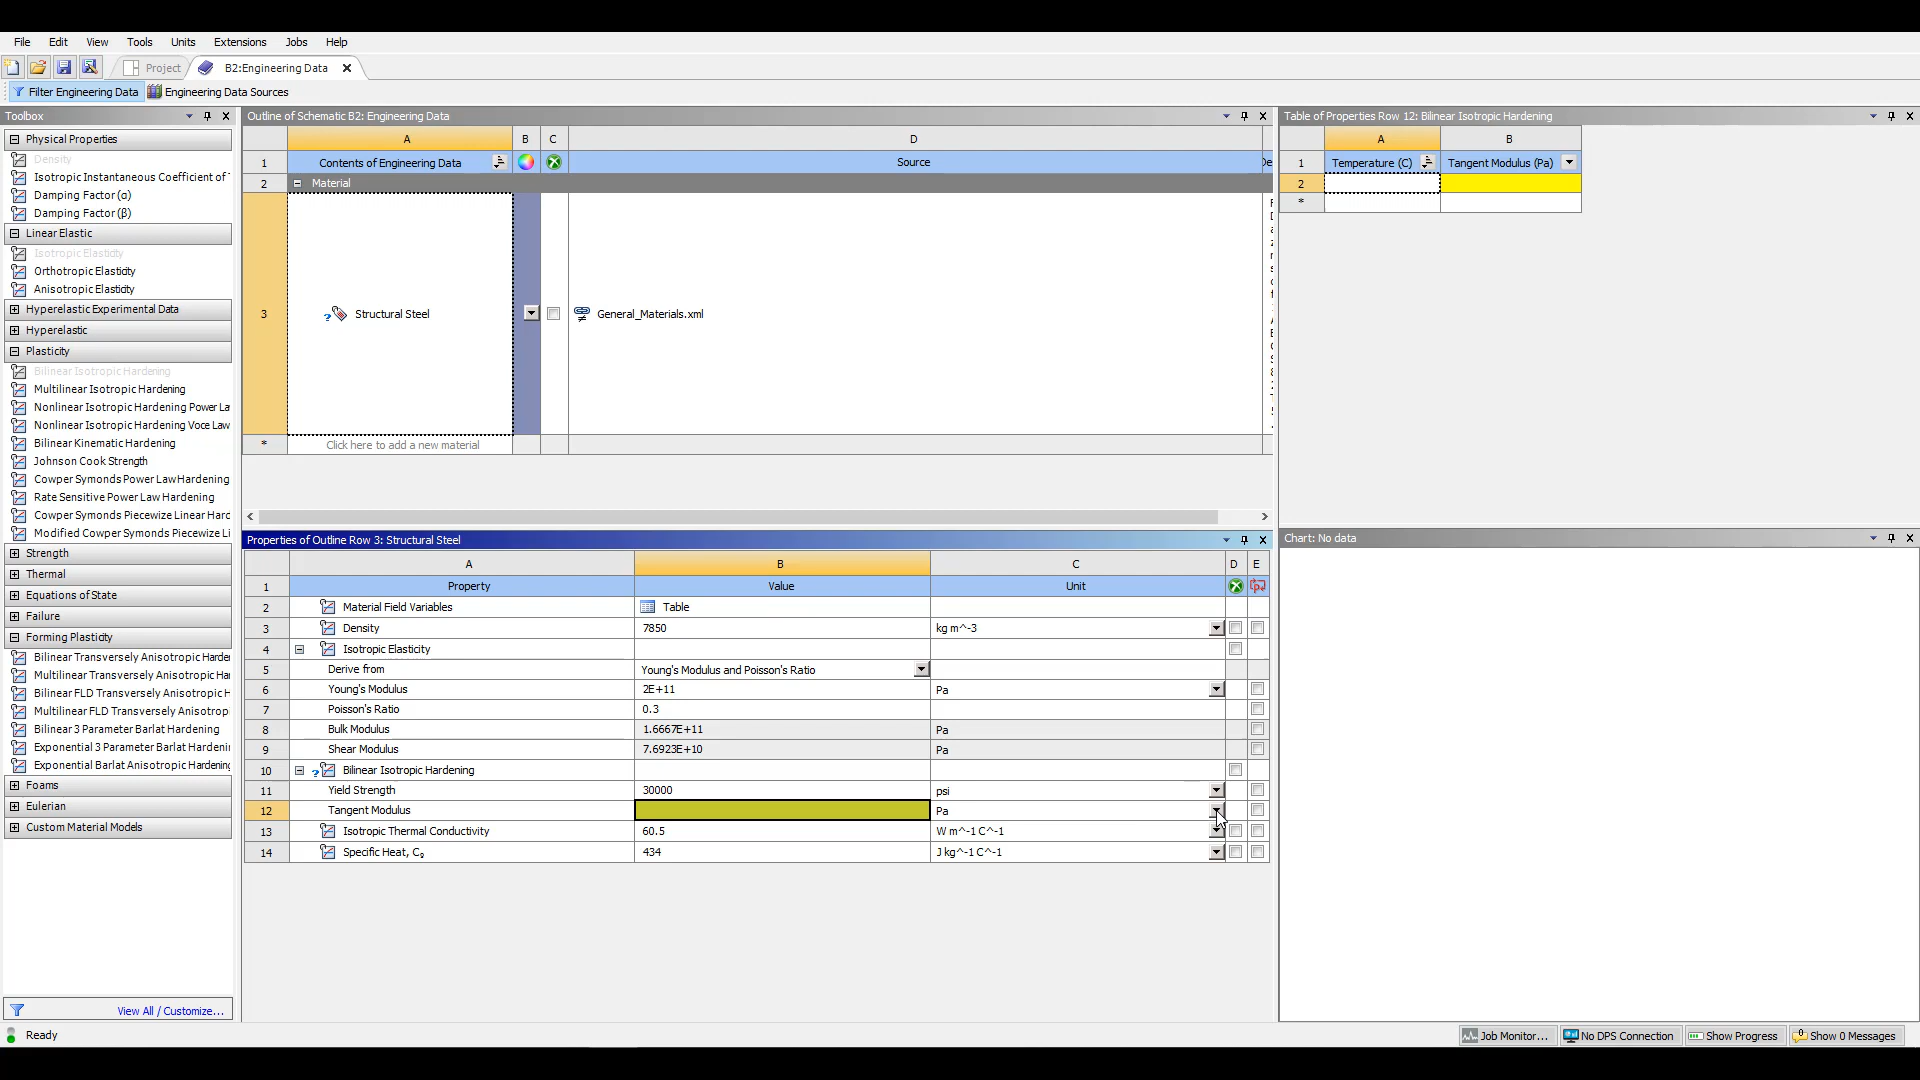 File Edit View Tools Units Extensions Jobs Help
Project B2:Engineering Data
Filter Engineering Data Engineering Data Sources
Toolbox
Physical Properties
Density
Isotropic Instantaneous Coefficient of
Damping Factor (α)
Damping Factor (β)
Linear Elastic
Isotropic Elasticity
Orthotropic Elasticity
Anisotropic Elasticity
Hyperelastic Experimental Data
Hyperelastic
Plasticity
Bilinear Isotropic Hardening
Multilinear Isotropic Hardening
Nonlinear Isotropic Hardening Power La
Nonlinear Isotropic Hardening Voce Law
Bilinear Kinematic Hardening
Johnson Cook Strength
Cowper Symonds Power Law Hardening
Rate Sensitive Power Law Hardening
Cowper Symonds Piecewise Linear Hard
Modified Cowper Symonds Piecewise Li
Strength
Thermal
Equations of State
Failure
Forming Plasticity
Bilinear Transversely Anisotropic Harde
Multilinear Transversely Anisotropic Ha
Bilinear FLD Transversely Anisotropic H
Multilinear FLD Transversely Anisotrop
Bilinear 3 Parameter Barlat Hardening
Exponential 3 Parameter Barlat Hardeni
Exponential Barlat Anisotropic Hardening
Foams
Eulerian
Custom Material Models
View All / Customize...
Outline of Schematic B2: Engineering Data
A B C D
1 Contents of Engineering Data Source De
2 Material
3 ? Structural Steel General_Materials.xml
* Click here to add a new material
Properties of Outline Row 3: Structural Steel
A B C D E
1 Property Value Unit
2 Material Field Variables Table
3 Density 7850 kg m^-3
4 Isotropic Elasticity
5 Derive from Young's Modulus and Poisson's Ratio
6 Young's Modulus 2E+11 Pa
7 Poisson's Ratio 0.3
8 Bulk Modulus 1.6667E+11 Pa
9 Shear Modulus 7.6923E+10 Pa
10 ? Bilinear Isotropic Hardening
11 Yield Strength 30000 psi
12 Tangent Modulus Pa
13 Isotropic Thermal Conductivity 60.5 W m^-1 C^-1
14 Specific Heat, Cₚ 434 J kg^-1 C^-1
Table of Properties Row 12: Bilinear Isotropic Hardening
A B
1 Temperature (C) Tangent Modulus (Pa)
2
*
Chart: No data
Ready Job Monitor... No DPS Connection Show Progress Show 0 Messages